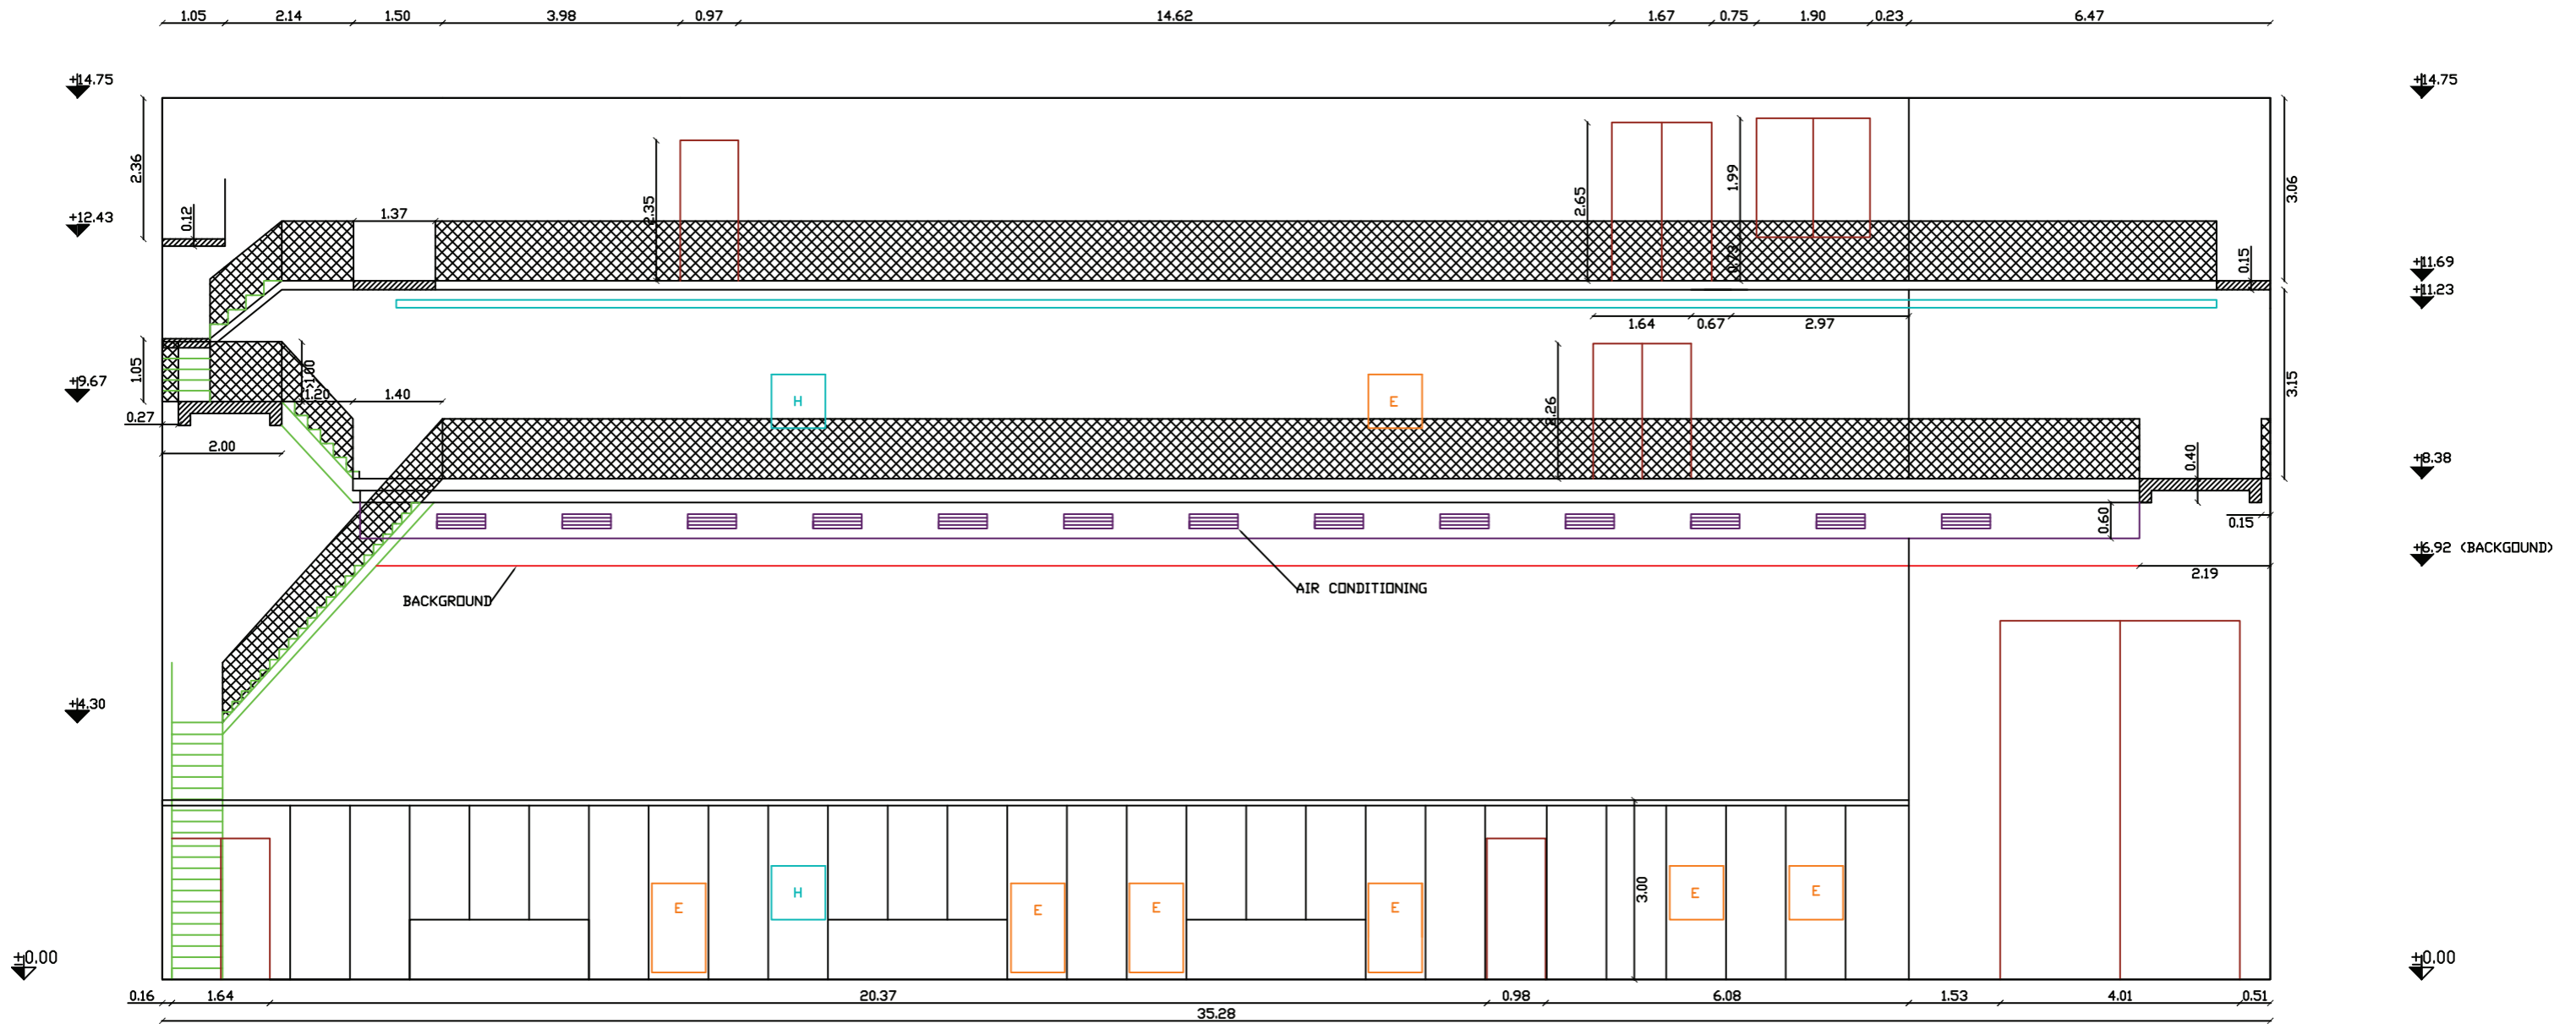 1.05 2.14 1.50 3.98 0.97 14.62 1.67 0.75 1.90 0.23 6.47
+14.75 +14.75
2.36 2.35 2.65 1.99 3.06
+12.43 0.12 1.37 0.72 0.15 +11.69
+11.23
1.64 0.67 2.97
1.05 1.00 3.15
+9.67 1.20 1.40 H E 2.26
0.27
2.00 0.40 +8.38
0.60 0.15
+6.92 (BACKGOUND)
2.19
BACKGROUND AIR CONDITIONING
+4.30
3.00
E H E E E E E
±0.00 ±0.00
0.16 1.64 20.37 0.98 6.08 1.53 4.01 0.51
35.28